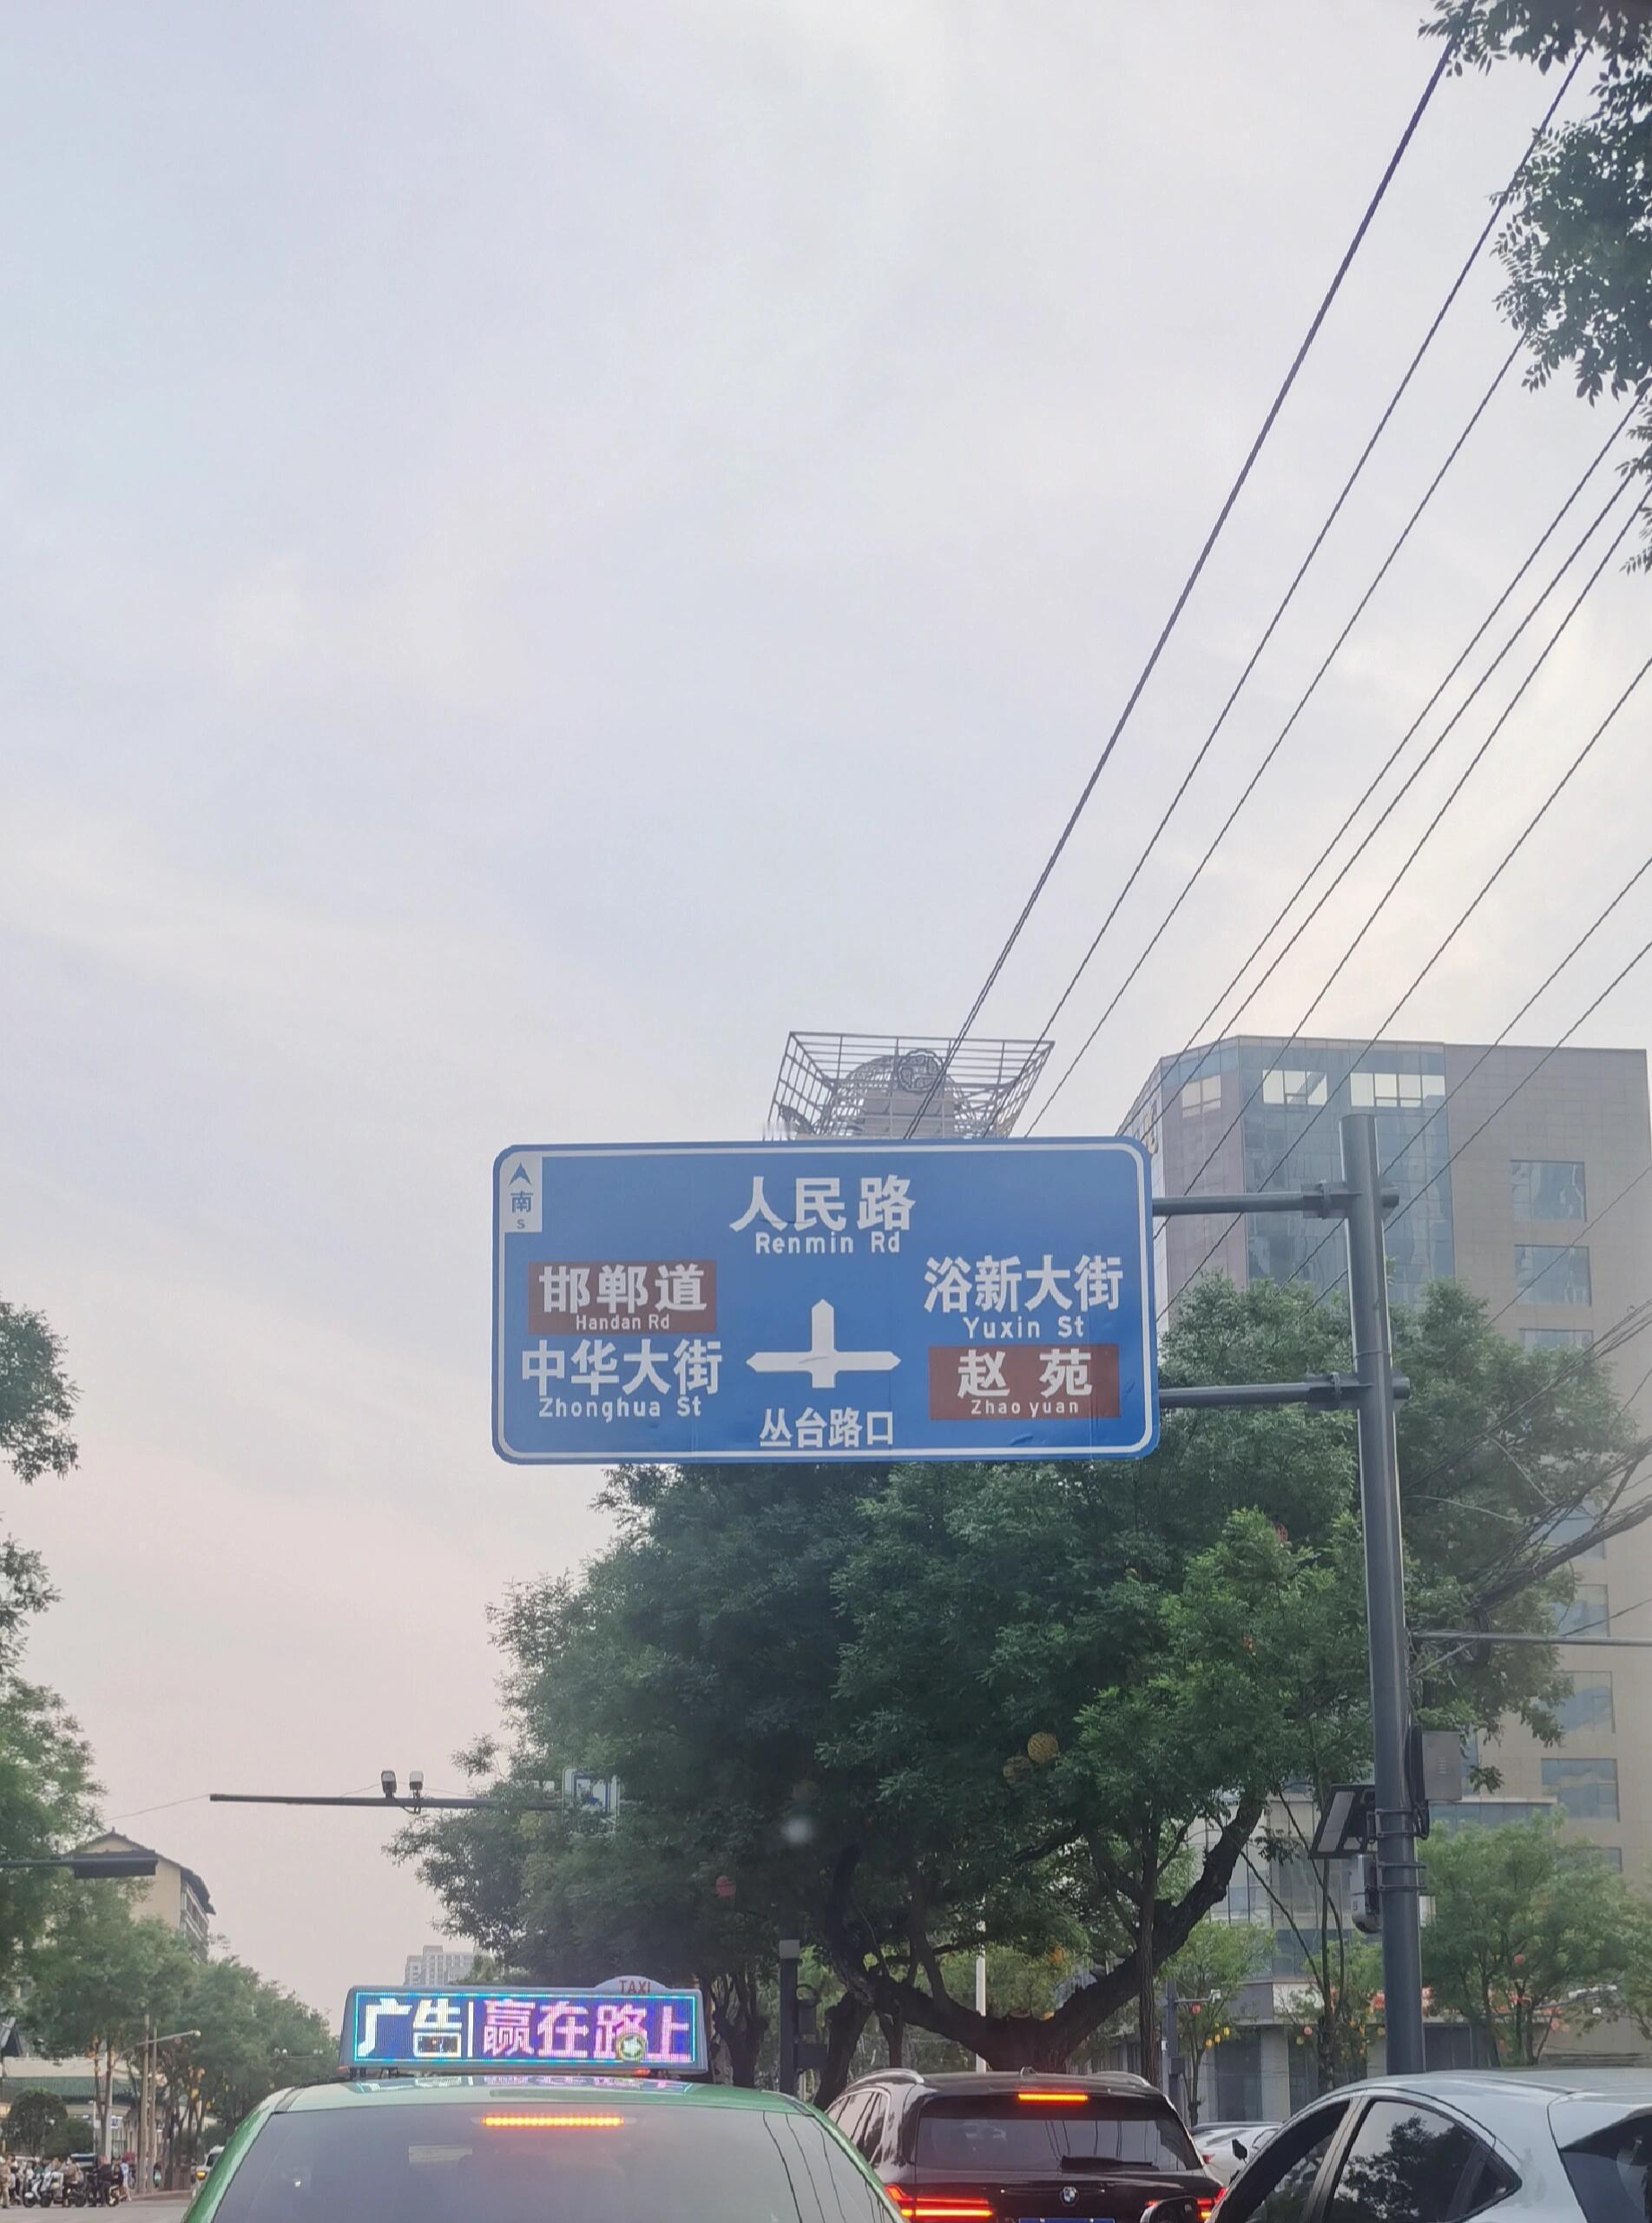 南
S
人民路
Renmin Rd
邯郸道
Handan Rd
中华大街
Zhonghua St
浴新大街
Yuxin St
赵苑
Zhao yuan
丛台路口
TAXI
广告|赢在路上